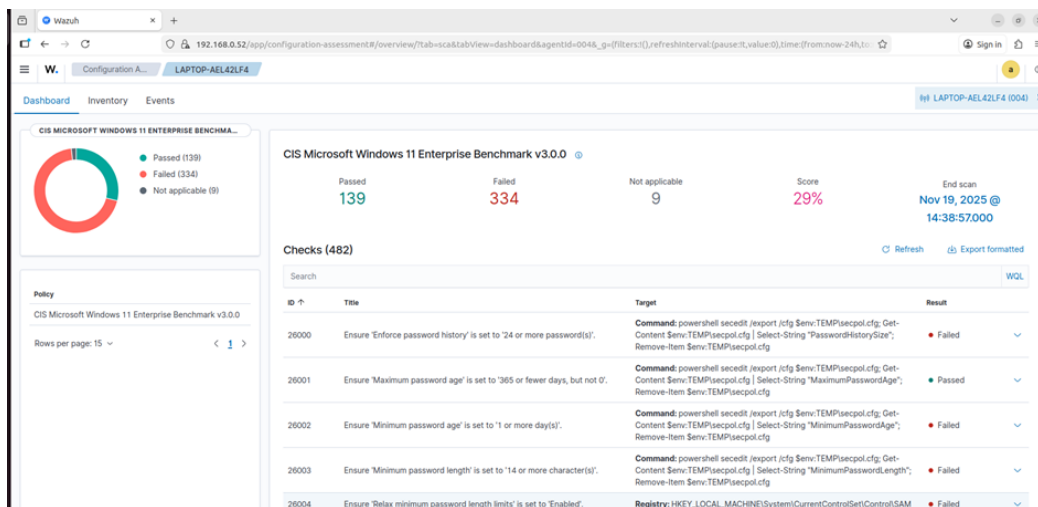 Wazuh
192.168.0.52/app/configuration-assessment#/overview/?tab=sca&tabView=dashboard&agentId=004&_g=(filters:!(),refreshInterval:(pause:!t,value:0),time:(from:now-24h,to:
Sign in
W.
Configuration A...
LAPTOP-AEL42LF4
a
Dashboard
Inventory
Events
LAPTOP-AEL42LF4 (004)
CIS MICROSOFT WINDOWS 11 ENTERPRISE BENCHMA...
Passed (139)
Failed (334)
Not applicable (9)
Policy
CIS Microsoft Windows 11 Enterprise Benchmark v3.0.0
Rows per page: 15
1
CIS Microsoft Windows 11 Enterprise Benchmark v3.0.0
Passed
139
Failed
334
Not applicable
9
Score
29%
End scan
Nov 19, 2025 @
14:38:57.000
Checks (482)
Refresh
Export formatted
Search
WQL
ID
Title
Target
Result
26000
Ensure 'Enforce password history' is set to '24 or more password(s)'.
Command: powershell secedit /export /cfg $env:TEMP\secpol.cfg; Get-
Content $env:TEMP\secpol.cfg | Select-String "PasswordHistorySize";
Remove-Item $env:TEMP\secpol.cfg
Failed
26001
Ensure 'Maximum password age' is set to '365 or fewer days, but not 0'.
Command: powershell secedit /export /cfg $env:TEMP\secpol.cfg; Get-
Content $env:TEMP\secpol.cfg | Select-String "MaximumPasswordAge";
Remove-Item $env:TEMP\secpol.cfg
Passed
26002
Ensure 'Minimum password age' is set to '1 or more day(s)'.
Command: powershell secedit /export /cfg $env:TEMP\secpol.cfg; Get-
Content $env:TEMP\secpol.cfg | Select-String "MinimumPasswordAge";
Remove-Item $env:TEMP\secpol.cfg
Failed
26003
Ensure 'Minimum password length' is set to '14 or more character(s)'.
Command: powershell secedit /export /cfg $env:TEMP\secpol.cfg; Get-
Content $env:TEMP\secpol.cfg | Select-String "MinimumPasswordLength";
Remove-Item $env:TEMP\secpol.cfg
Failed
26004
Ensure 'Relax minimum password length limits' is set to 'Enabled'.
Registry: HKEY_LOCAL_MACHINE\System\CurrentControlSet\Control\SAM
Failed